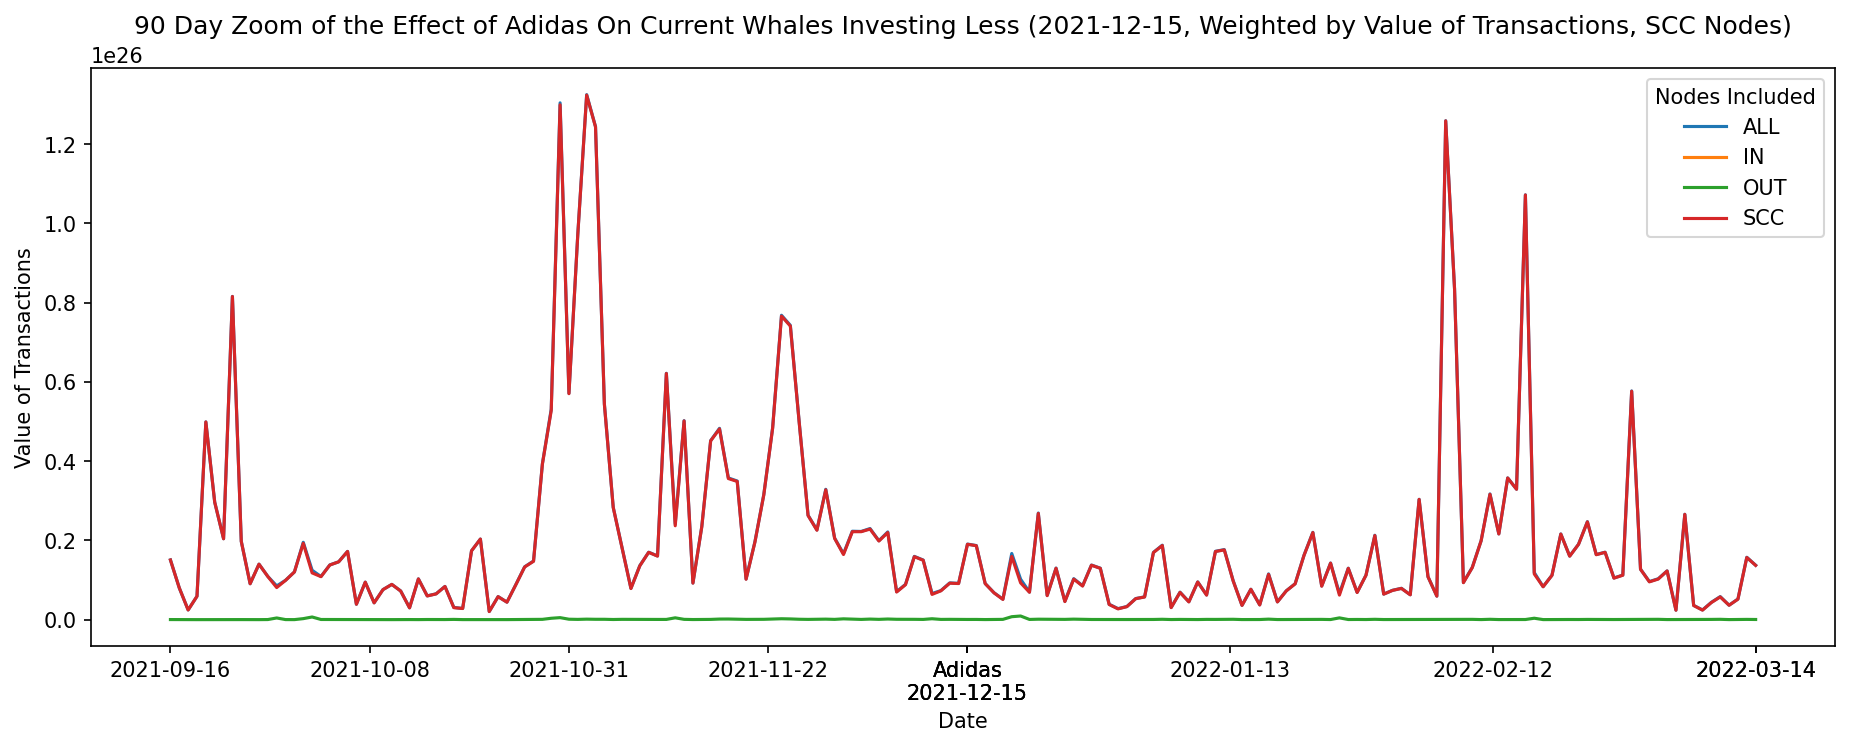 90 Day Zoom of the Effect of Adidas On Current Whales Investing Less (2021-12-15, Weighted by Value of Transactions, SCC Nodes)
1e26
Nodes Included
ALL
IN
OUT
SCC
Value of Transactions
1.2
1.0
0.8
0.6
0.4
0.2
0.0
2021-09-16 2021-10-08 2021-10-31 2021-11-22 Adidas 2022-01-13 2022-02-12 2022-03-14
2021-12-15
Date